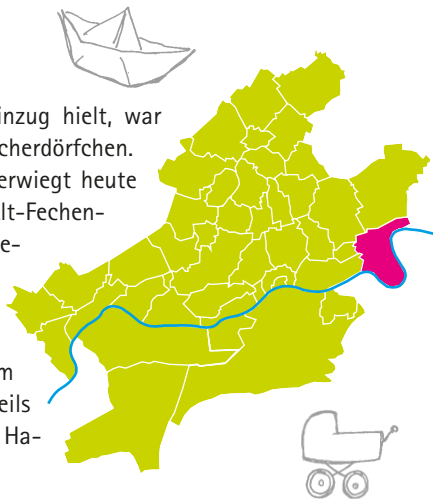 inzug hielt, war
cherdörfchen.
erwiegt heute
lt-Fechen-
e-
m
eils
Ha-